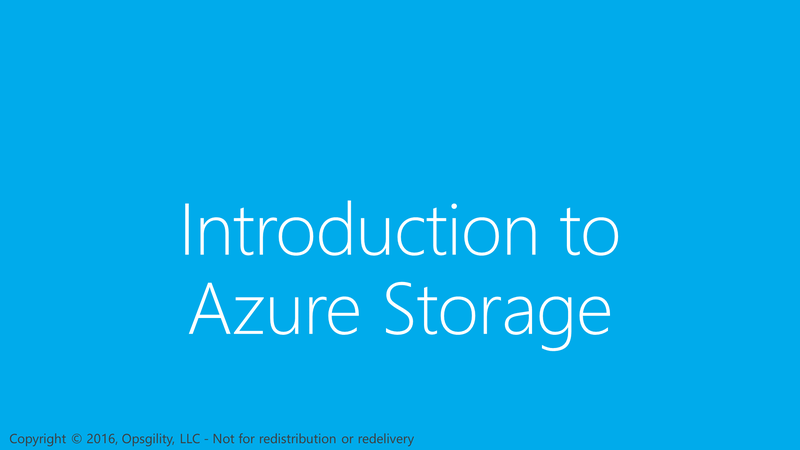 Introduction to
Azure Storage
Copyright © 2016, Opsgility, LLC - Not for redistribution or redelivery